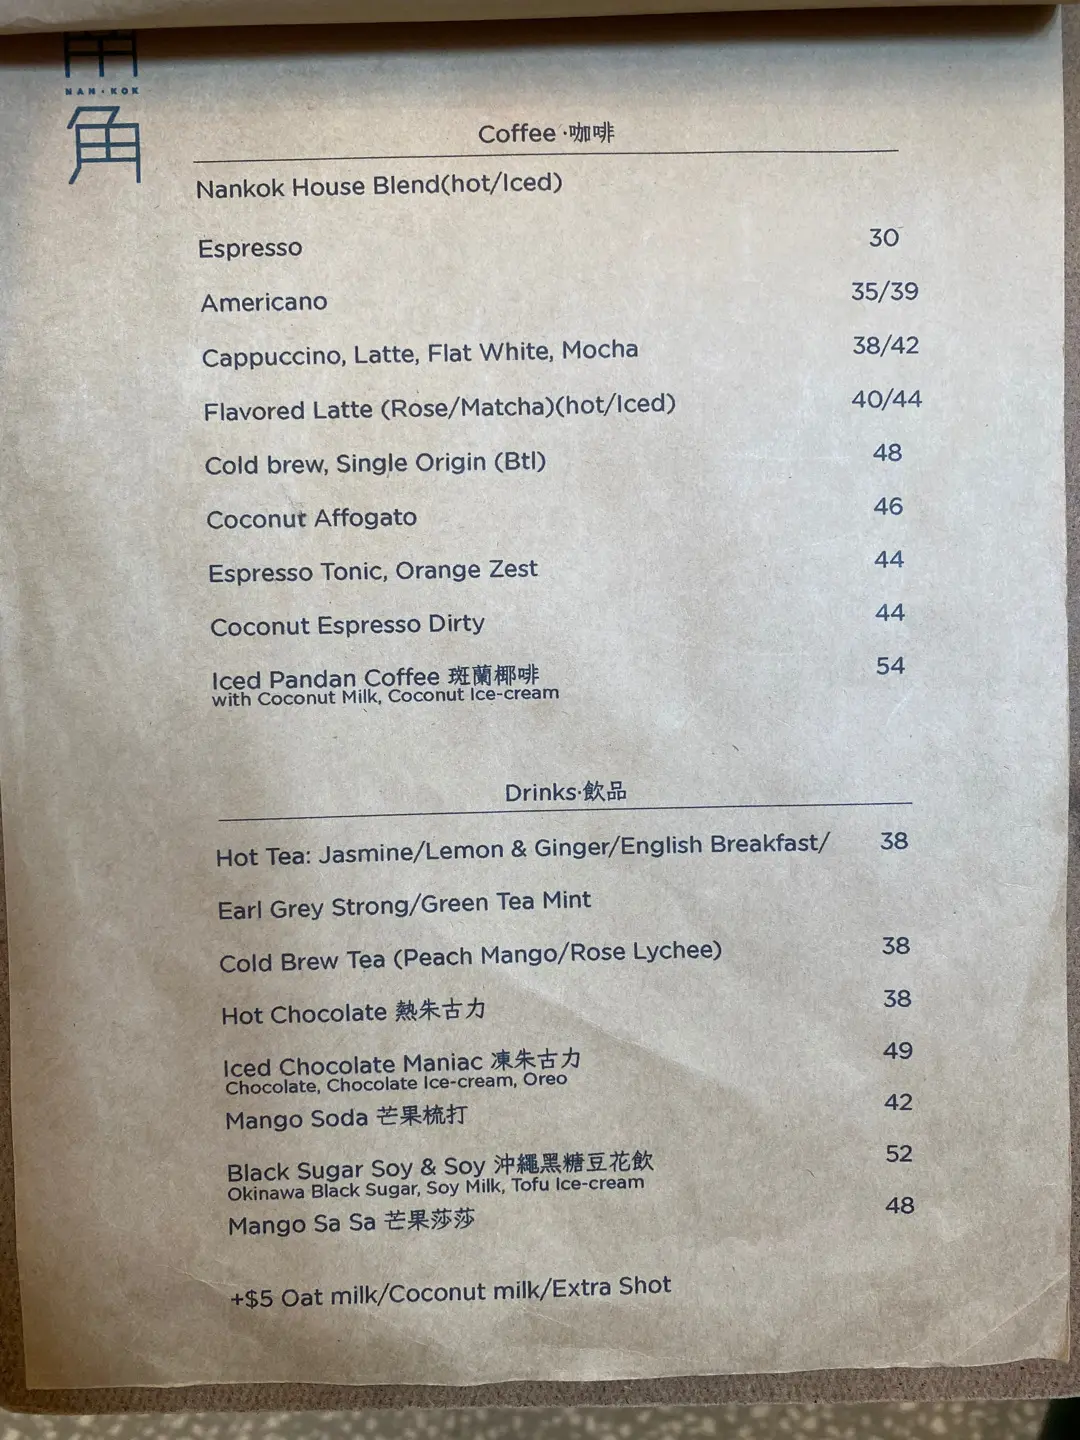 南
NAN·KOK
角
Coffee·咖啡
Nankok House Blend(hot/Iced)
Espresso 30
Americano 35/39
Cappuccino, Latte, Flat White, Mocha 38/42
Flavored Latte (Rose/Matcha)(hot/Iced) 40/44
Cold brew, Single Origin (Btl) 48
Coconut Affogato 46
Espresso Tonic, Orange Zest 44
Coconut Espresso Dirty 44
Iced Pandan Coffee 斑蘭椰啡 54
with Coconut Milk, Coconut Ice-cream
Drinks·飲品
Hot Tea: Jasmine/Lemon & Ginger/English Breakfast/ 38
Earl Grey Strong/Green Tea Mint
Cold Brew Tea (Peach Mango/Rose Lychee) 38
Hot Chocolate 熱朱古力 38
Iced Chocolate Maniac 凍朱古力 49
Chocolate, Chocolate Ice-cream, Oreo
Mango Soda 芒果梳打 42
Black Sugar Soy & Soy 沖繩黑糖豆花飲 52
Okinawa Black Sugar, Soy Milk, Tofu Ice-cream
Mango Sa Sa 芒果莎莎 48
+$5 Oat milk/Coconut milk/Extra Shot